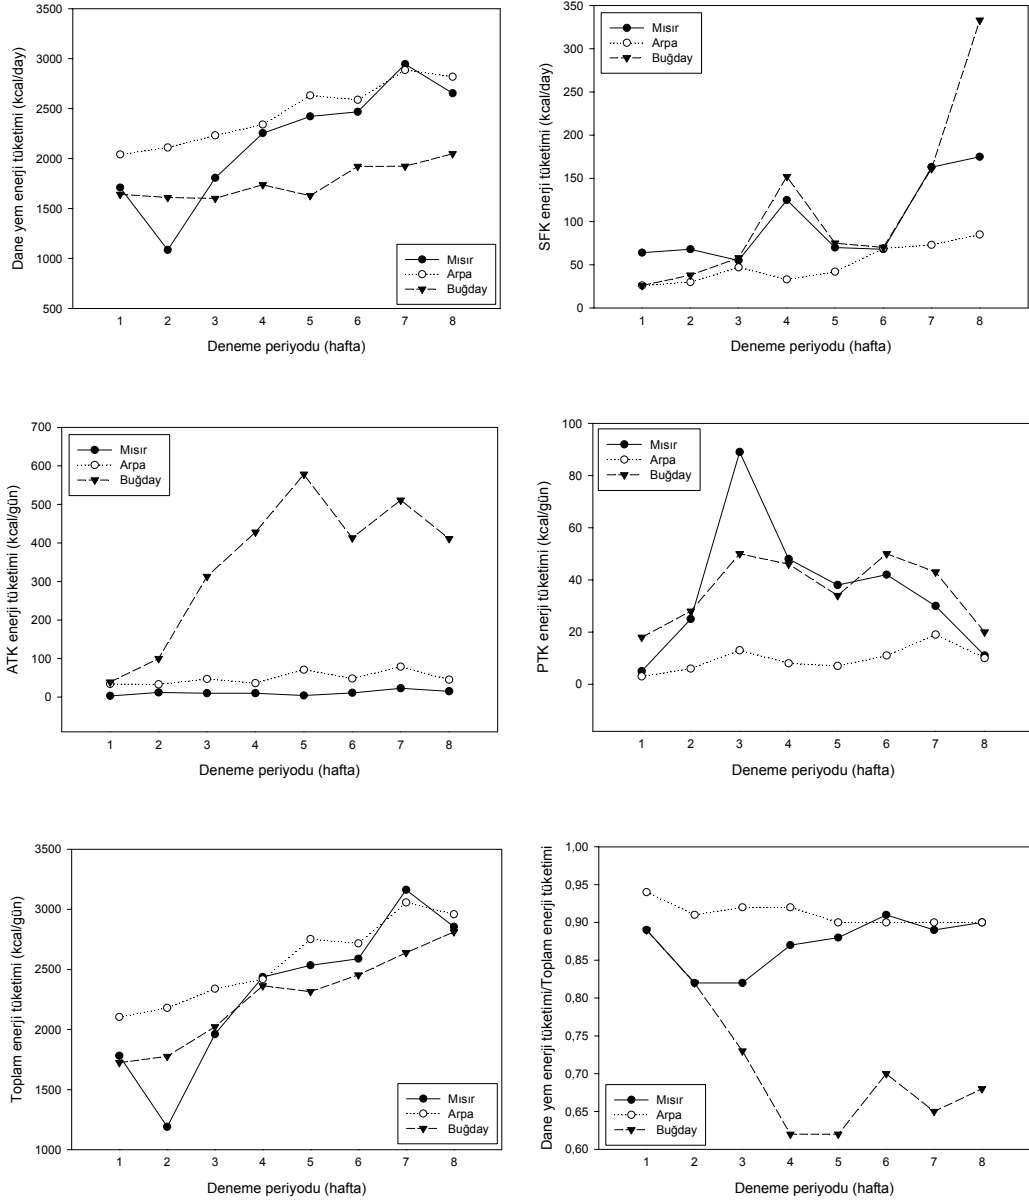 Dane yem enerji tüketimi (kcal/day)
3500
3000
2500
2000
1500
1000
500
Mısır
Arpa
Buğday
1 2 3 4 5 6 7 8
Deneme periyodu (hafta)
SFK enerji tüketimi (kcal/day)
350
300
250
200
150
100
50
0
Mısır
Arpa
Buğday
1 2 3 4 5 6 7 8
Deneme periyodu (hafta)
ATK enerji tüketimi (kcal/gün)
700
600
500
400
300
200
100
0
Mısır
Arpa
Buğday
1 2 3 4 5 6 7 8
Deneme periyodu (hafta)
PTK enerji tüketimi (kcal/gün)
100
80
60
40
20
0
Mısır
Arpa
Buğday
1 2 3 4 5 6 7 8
Deneme periyodu (hafta)
Toplam enerji tüketimi (kcal/gün)
3500
3000
2500
2000
1500
1000
Mısır
Arpa
Buğday
1 2 3 4 5 6 7 8
Deneme periyodu (hafta)
Dane yem enerji tüketimi/Toplam enerji tüketimi
1,00
0,95
0,90
0,85
0,80
0,75
0,70
0,65
0,60
Mısır
Arpa
Buğday
1 2 3 4 5 6 7 8
Deneme periyodu (hafta)